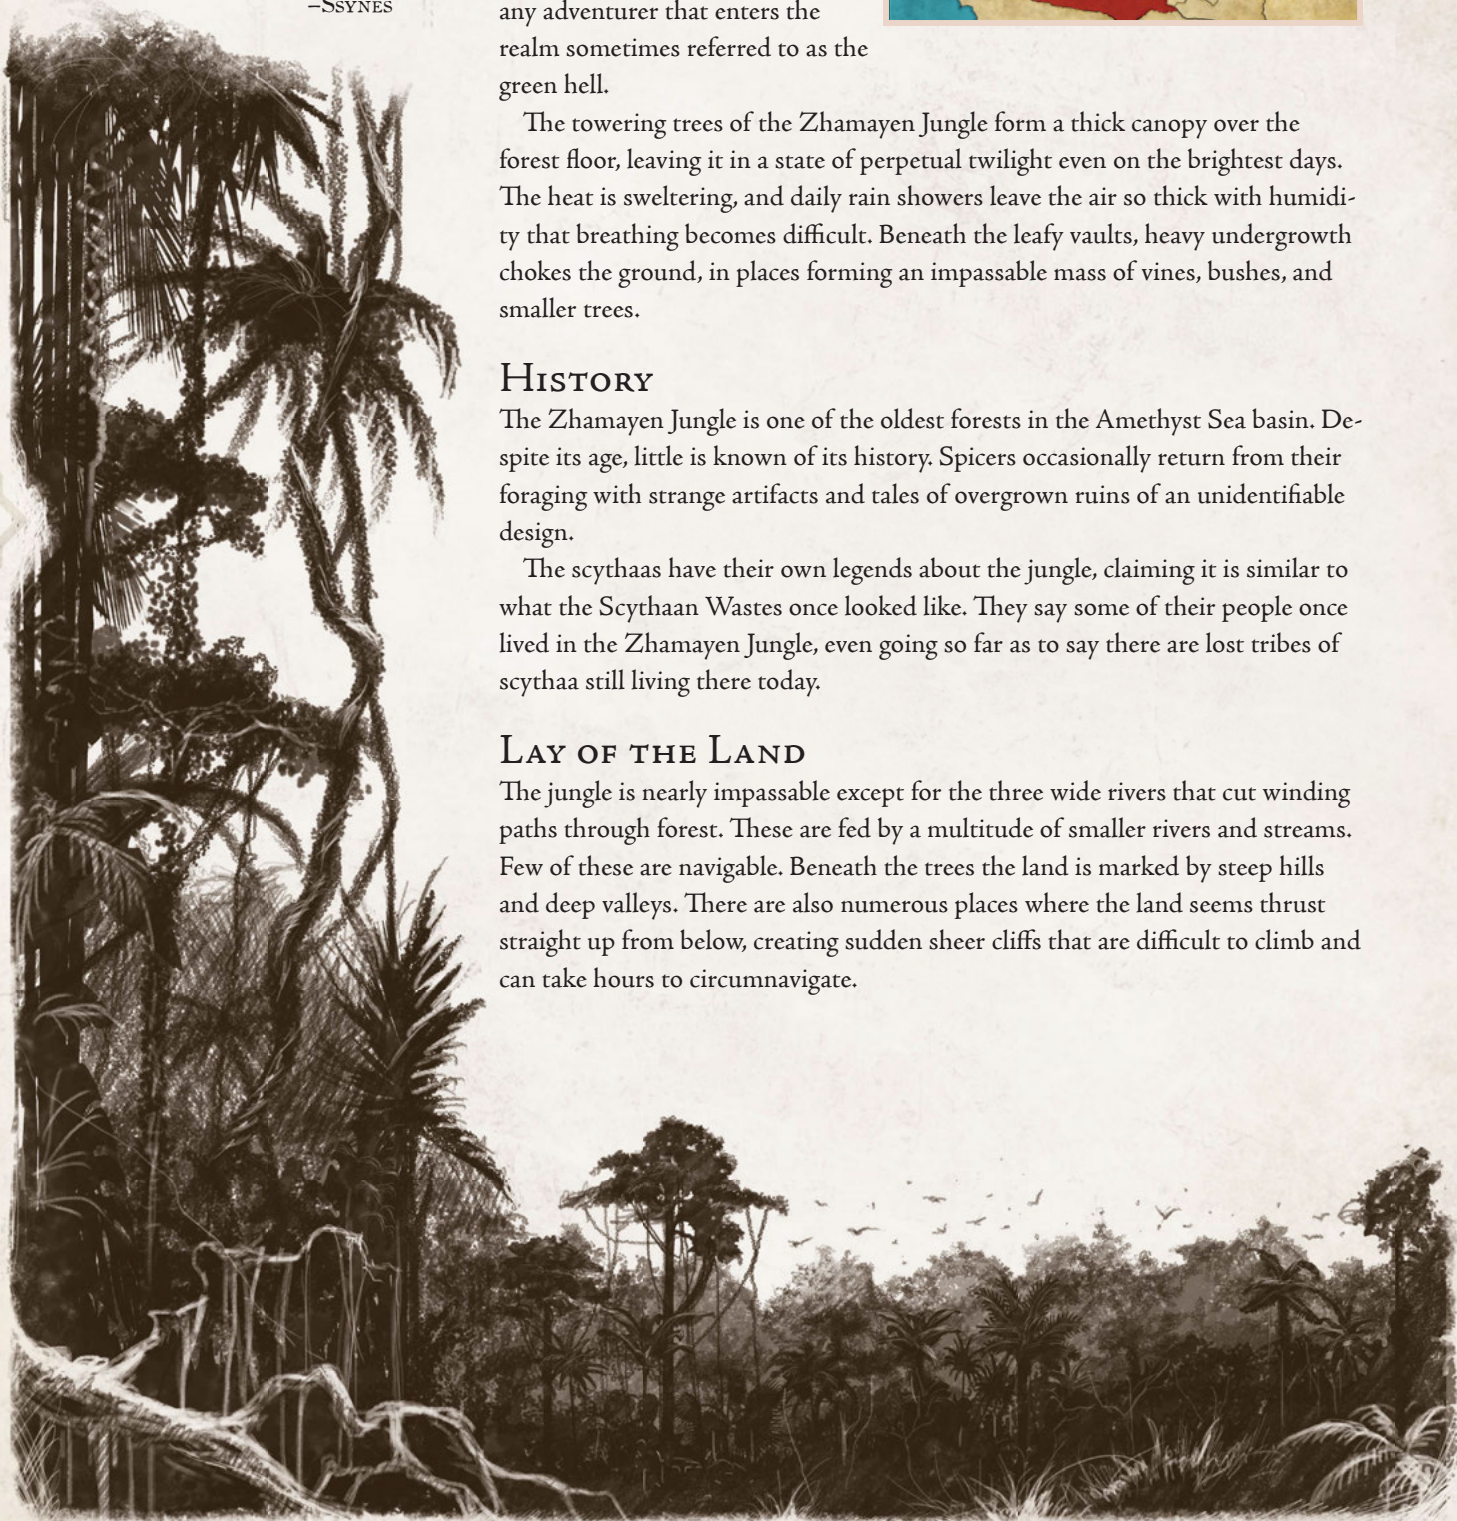 –Ssynes
any adventurer that enters the
realm sometimes referred to as the
green hell.
The towering trees of the Zhamayen Jungle form a thick canopy over the
forest floor, leaving it in a state of perpetual twilight even on the brightest days.
The heat is sweltering, and daily rain showers leave the air so thick with humidi-
ty that breathing becomes difficult. Beneath the leafy vaults, heavy undergrowth
chokes the ground, in places forming an impassable mass of vines, bushes, and
smaller trees.
History
The Zhamayen Jungle is one of the oldest forests in the Amethyst Sea basin. De-
spite its age, little is known of its history. Spicers occasionally return from their
foraging with strange artifacts and tales of overgrown ruins of an unidentifiable
design.
The scythaas have their own legends about the jungle, claiming it is similar to
what the Scythaan Wastes once looked like. They say some of their people once
lived in the Zhamayen Jungle, even going so far as to say there are lost tribes of
scythaa still living there today.
Lay of the Land
The jungle is nearly impassable except for the three wide rivers that cut winding
paths through forest. These are fed by a multitude of smaller rivers and streams.
Few of these are navigable. Beneath the trees the land is marked by steep hills
and deep valleys. There are also numerous places where the land seems thrust
straight up from below, creating sudden sheer cliffs that are difficult to climb and
can take hours to circumnavigate.